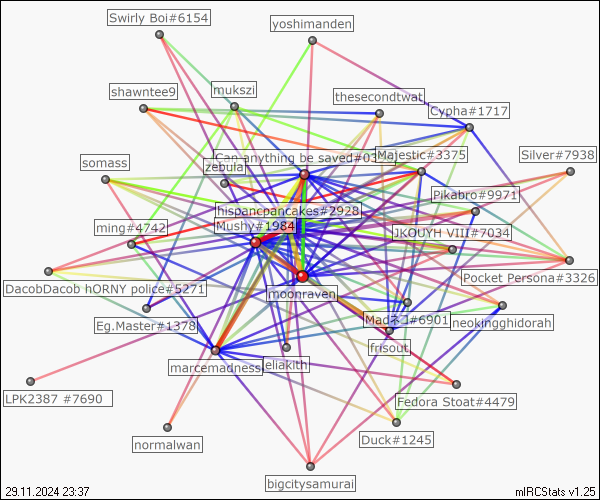 Swirly Boi#6154
yoshimanden
shawntee9
mukszi
thesecondtwat
Cypha#1717
somass
zebula
Can anything be saved#03
Majestic#3375
Silver#7938
Pikabro#9971
hispancpancakes#2928
ming#4742
Mushy#1984
JKOUYH VIII#7034
DacobDacob hORNY police#5271
moonraven
Pocket Persona#3326
Eg.Master#1378
Madネコ#6901
neokingghidorah
frisout
marcemadness
eliakith
LPK2387 #7690
Fedora Stoat#4479
normalwan
Duck#1245
bigcitysamurai
29.11.2024 23:37
mIRCStats v1.25